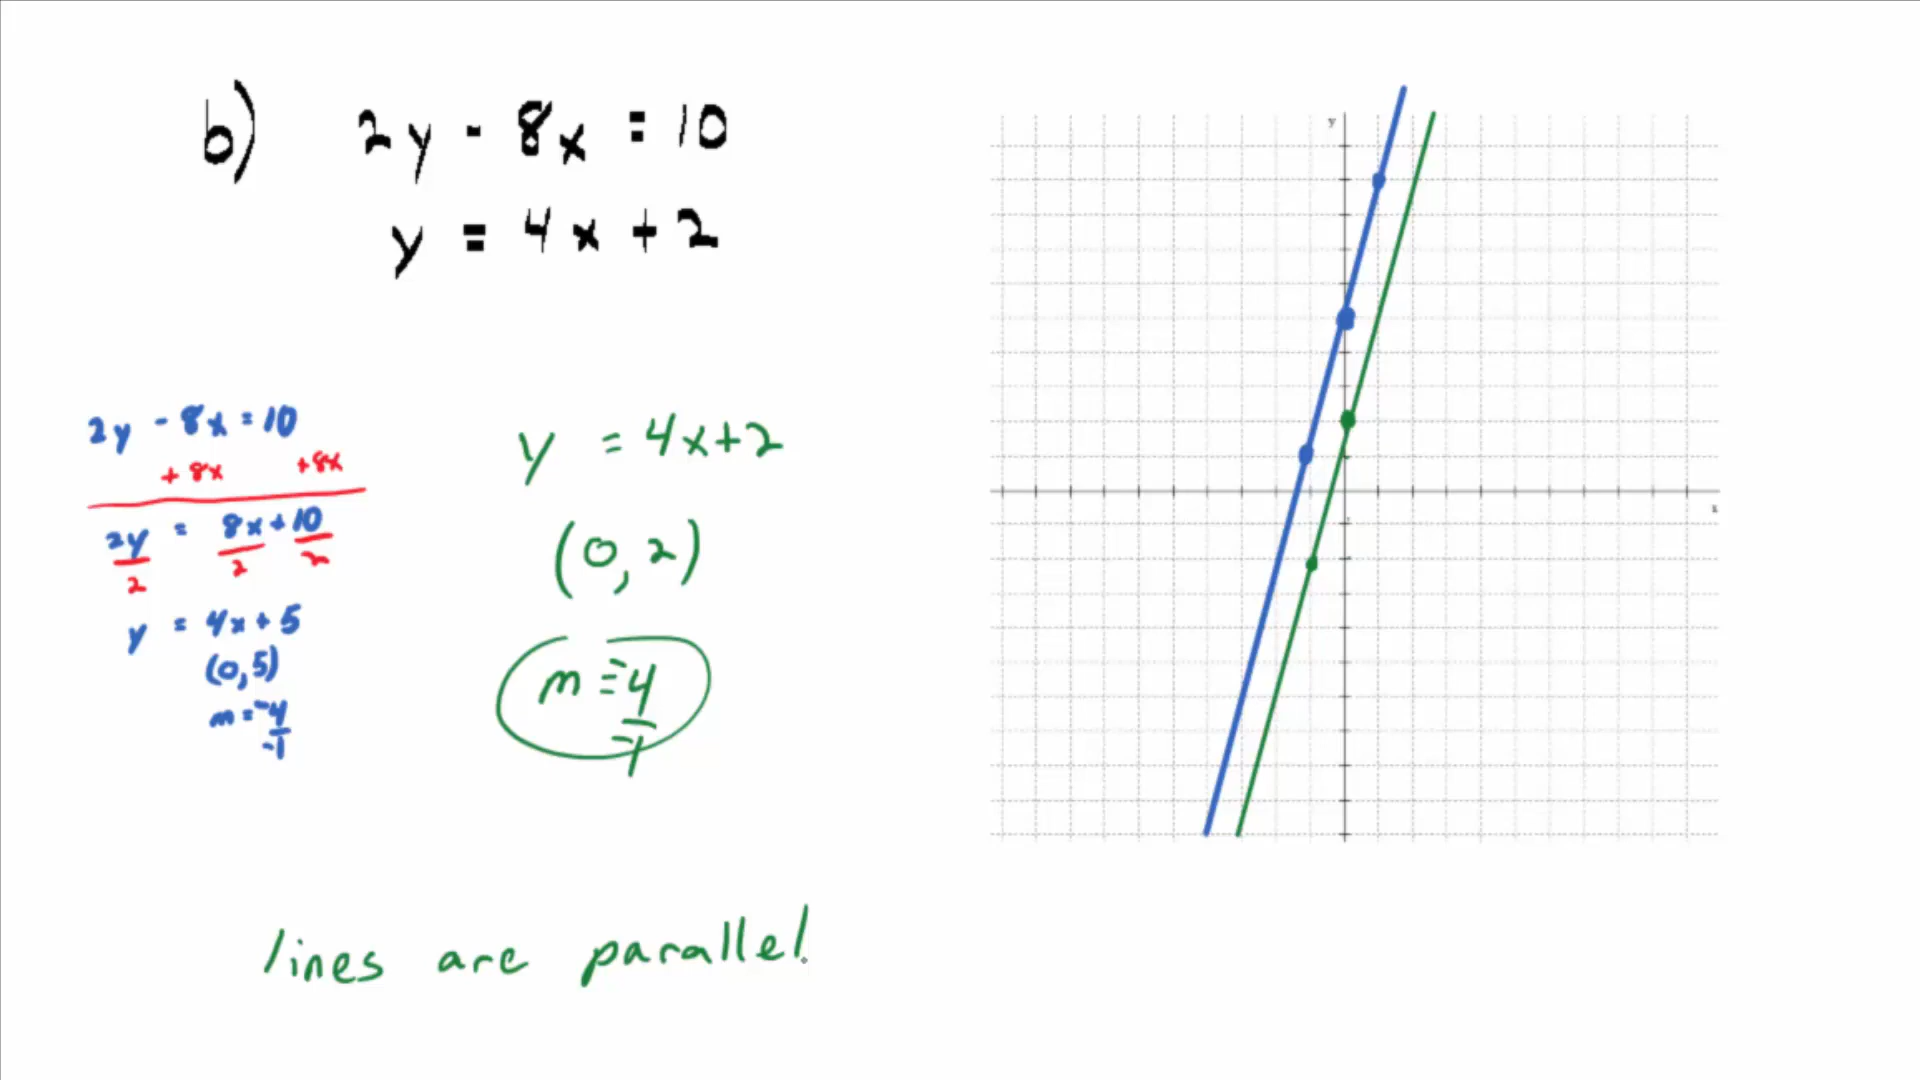 b) 2y - 8x = 10
y = 4x + 2
2y - 8x = 10
+ 8x +8x
2y/2 = 8x/2 + 10/2
y = 4x + 5
(0,5)
m = -4/-1
y = 4x+2
(0,2)
m = -4/-1
lines are parallel
y
x